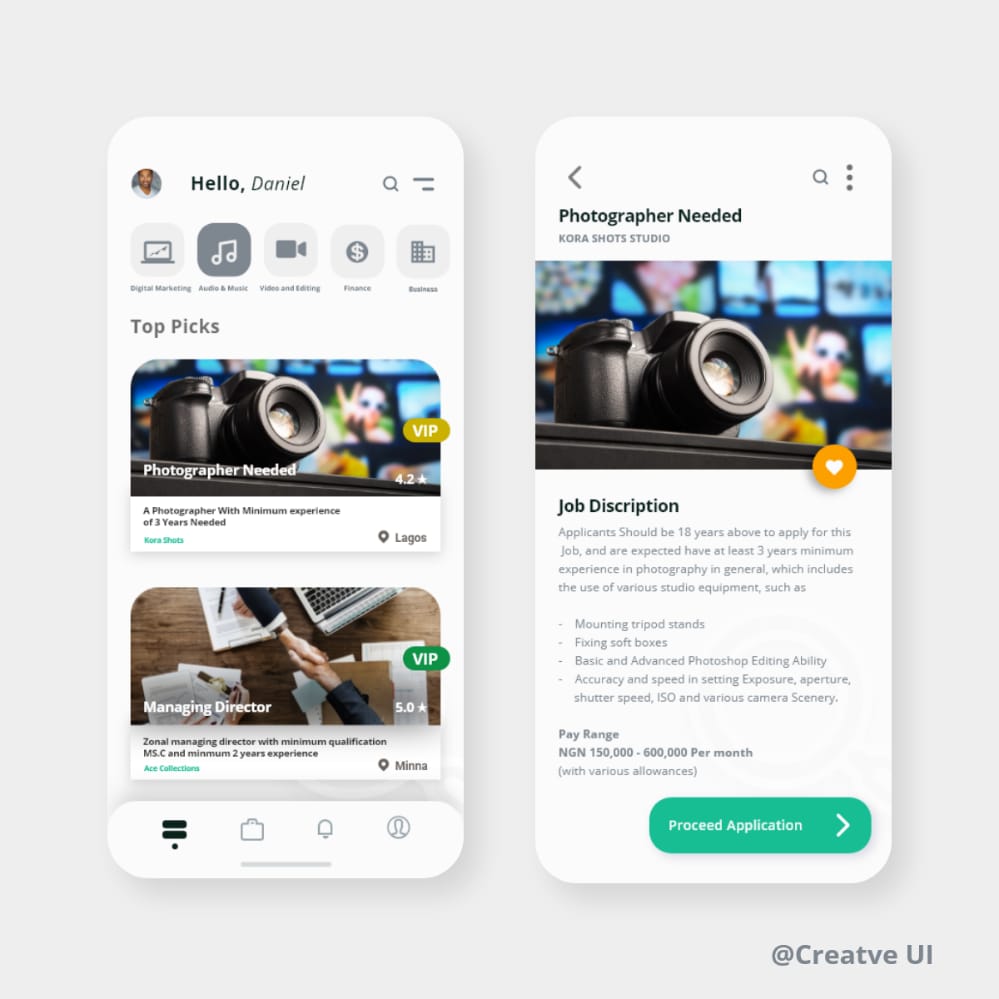 Hello, Daniel
Digital Marketing
Audio & Music
Video and Editing
Finance
Business
Top Picks
VIP
Photographer Needed
4.2 ★
A Photographer With Minimum experience
of 3 Years Needed
Kora Shots
Lagos
VIP
Managing Director
5.0 ★
Zonal managing director with minimum qualification
MS.C and minmum 2 years experience
Ace Collections
Minna
Photographer Needed
KORA SHOTS STUDIO
Job Discription
Applicants Should be 18 years above to apply for this
Job, and are expected have at least 3 years minimum
experience in photography in general, which includes
the use of various studio equipment, such as
- Mounting tripod stands
- Fixing soft boxes
- Basic and Advanced Photoshop Editing Ability
- Accuracy and speed in setting Exposure, aperture,
shutter speed, ISO and various camera Scenery.
Pay Range
NGN 150,000 - 600,000 Per month
(with various allowances)
Proceed Application
@Creatve UI